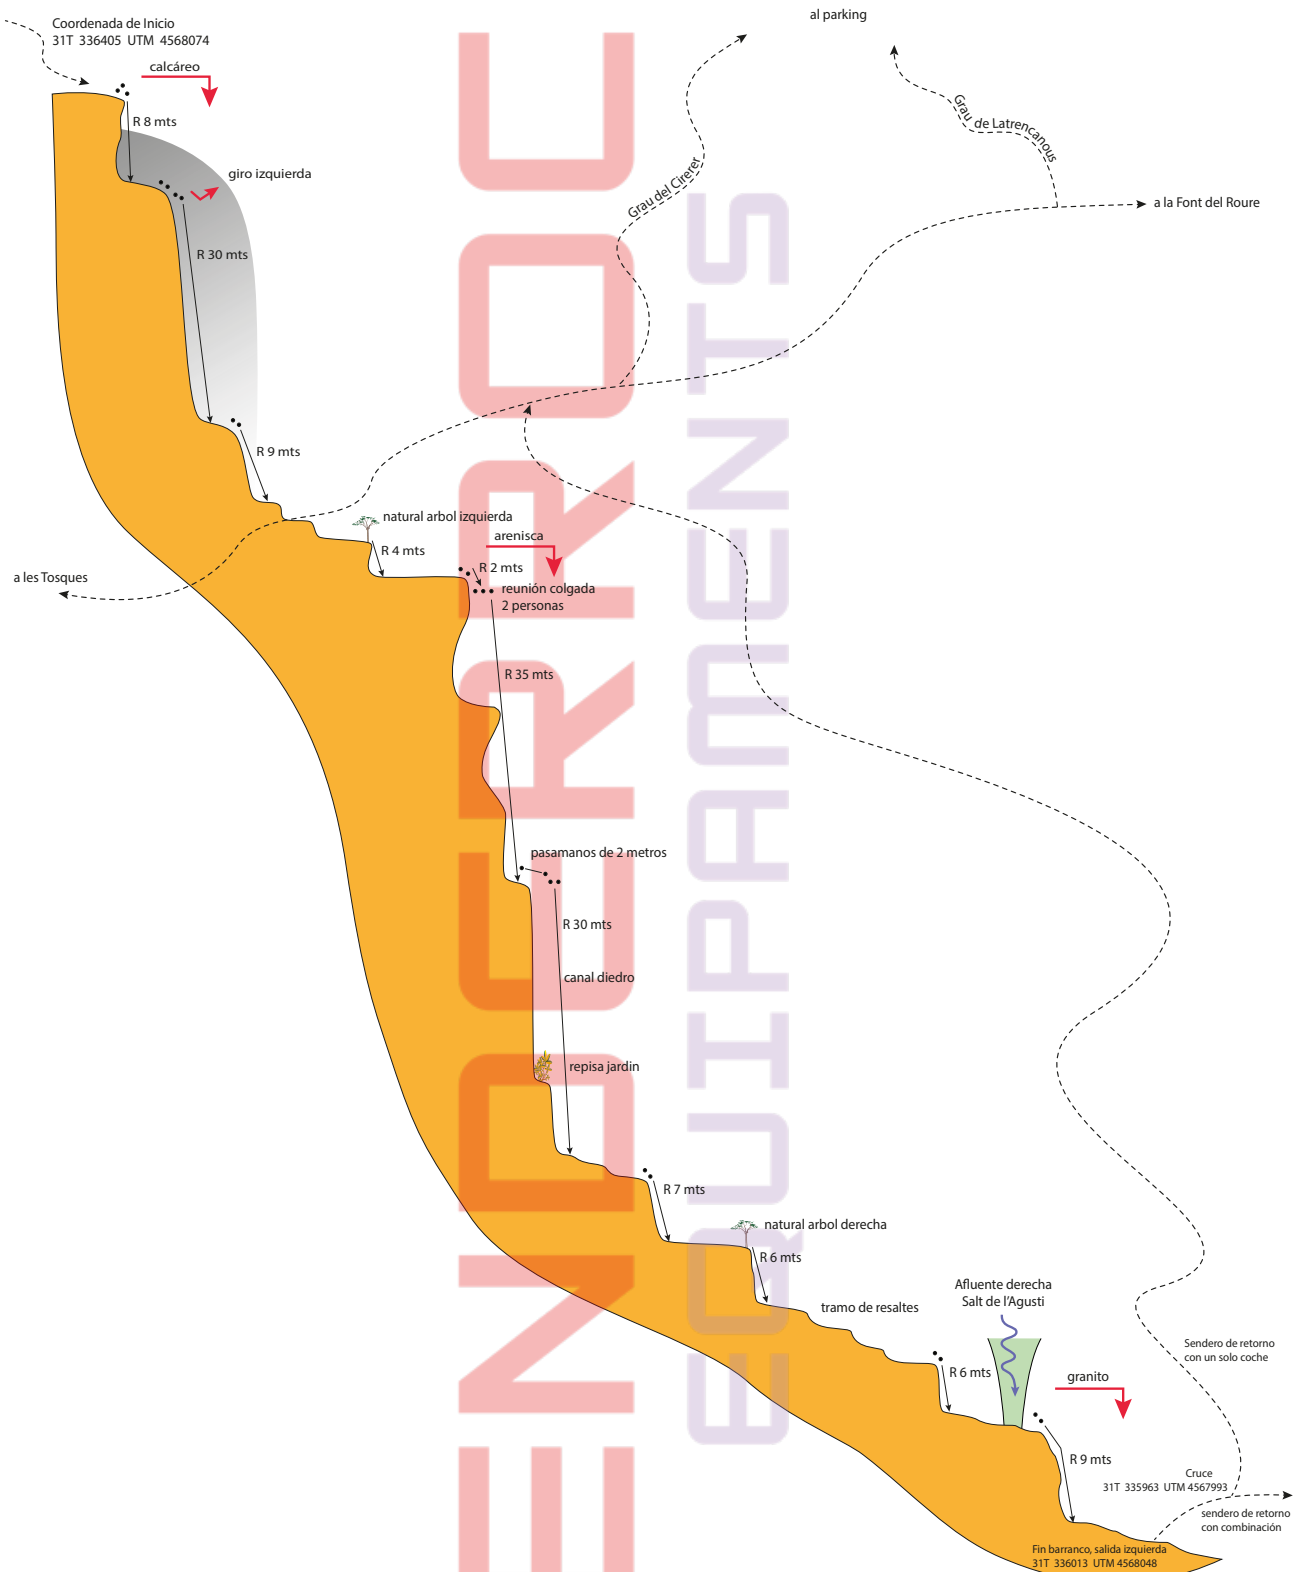 al parking
Coordenada de Inicio
31T 336405 UTM 4568074
calcáreo
R 8 mts
giro izquierda
Grau de Latrencanous
Grau del Cirerer
a la Font del Roure
R 30 mts
R 9 mts
natural arbol izquierda
arenisca
R 4 mts
R 2 mts
a les Tosques
reunión colgada
2 personas
R 35 mts
pasamanos de 2 metros
R 30 mts
canal diedro
repisa jardin
R 7 mts
natural arbol derecha
R 6 mts
tramo de resaltes
Afluente derecha
Salt de l'Agusti
Sendero de retorno
con un solo coche
R 6 mts
granito
R 9 mts
Cruce
31T 335963 UTM 4567993
sendero de retorno
con combinación
Fin barranco, salida izquierda
31T 336013 UTM 4568048
ENDERROC
EQUIPAMENTS